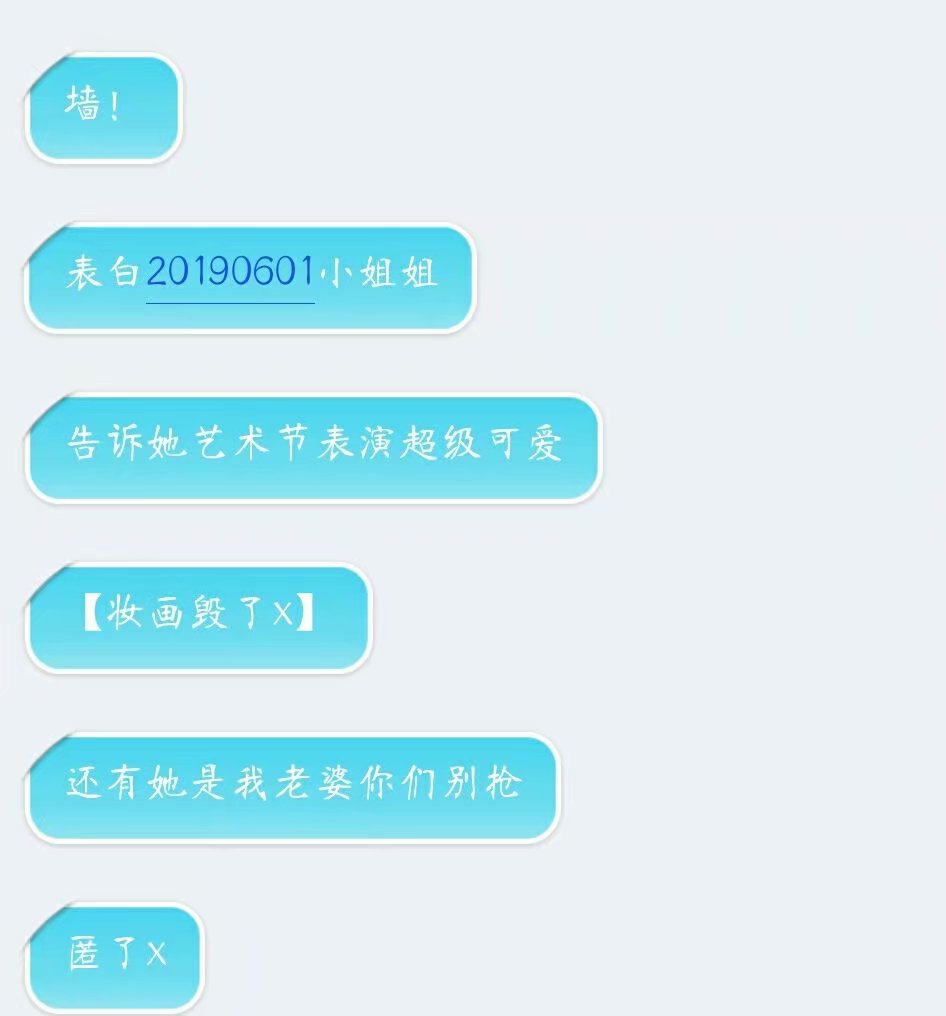 墙！
表白20190601小姐姐
告诉她艺术节表演超级可爱
【妆画毁了x】
还有她是我老婆你们别抢
匿了x